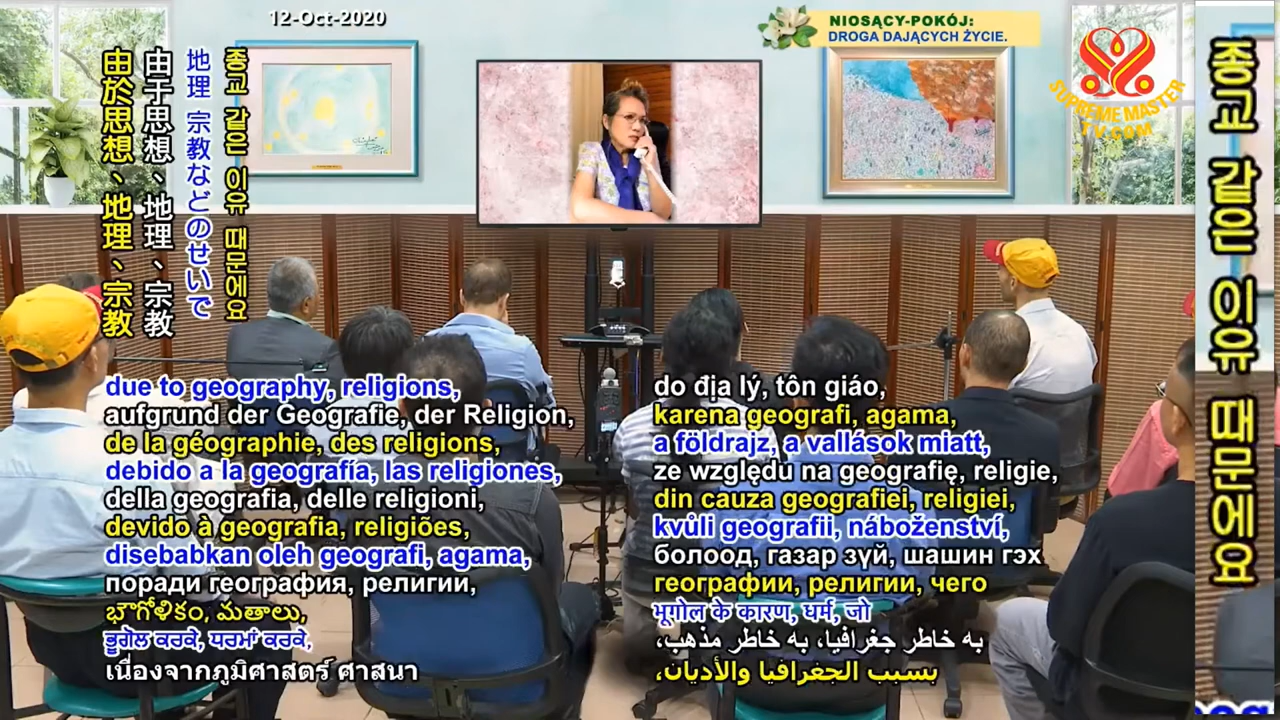 12-Oct-2020
NIOSĄCY-POKÓJ:
DROGA DAJĄCYCH ŻYCIE.
SUPREME MASTER
TV.COM
종교 같은 이유 때문에요
地理 宗教などのせいで
由于思想、地理、宗教
由於思想、地理、宗教
due to geography, religions,
aufgrund der Geografie, der Religion,
de la géographie, des religions,
debido a la geografía, las religiones,
della geografia, delle religioni,
devido à geografia, religiões,
disebabkan oleh geografi, agama,
поради география, религии,
భౌగోళికం, మతాలు,
ਭੂਗੋਲ ਕਰਕੇ, ਧਰਮਾਂ ਕਰਕੇ,
เนื่องจากภูมิศาสตร์ ศาสนา
do địa lý, tôn giáo,
karena geografi, agama,
a földrajz, a vallások miatt,
ze względu na geografię, religie,
din cauza geografiei, religiei,
kvůli geografii, náboženství,
болоод, газар зүй, шашин гэх
географии, религии, чего
भूगोल के कारण, धर्म, जो
به خاطر جغرافیا، به خاطر مذهب،
بسبب الجغرافيا والأديان،
종교 같은 이유 때문에요